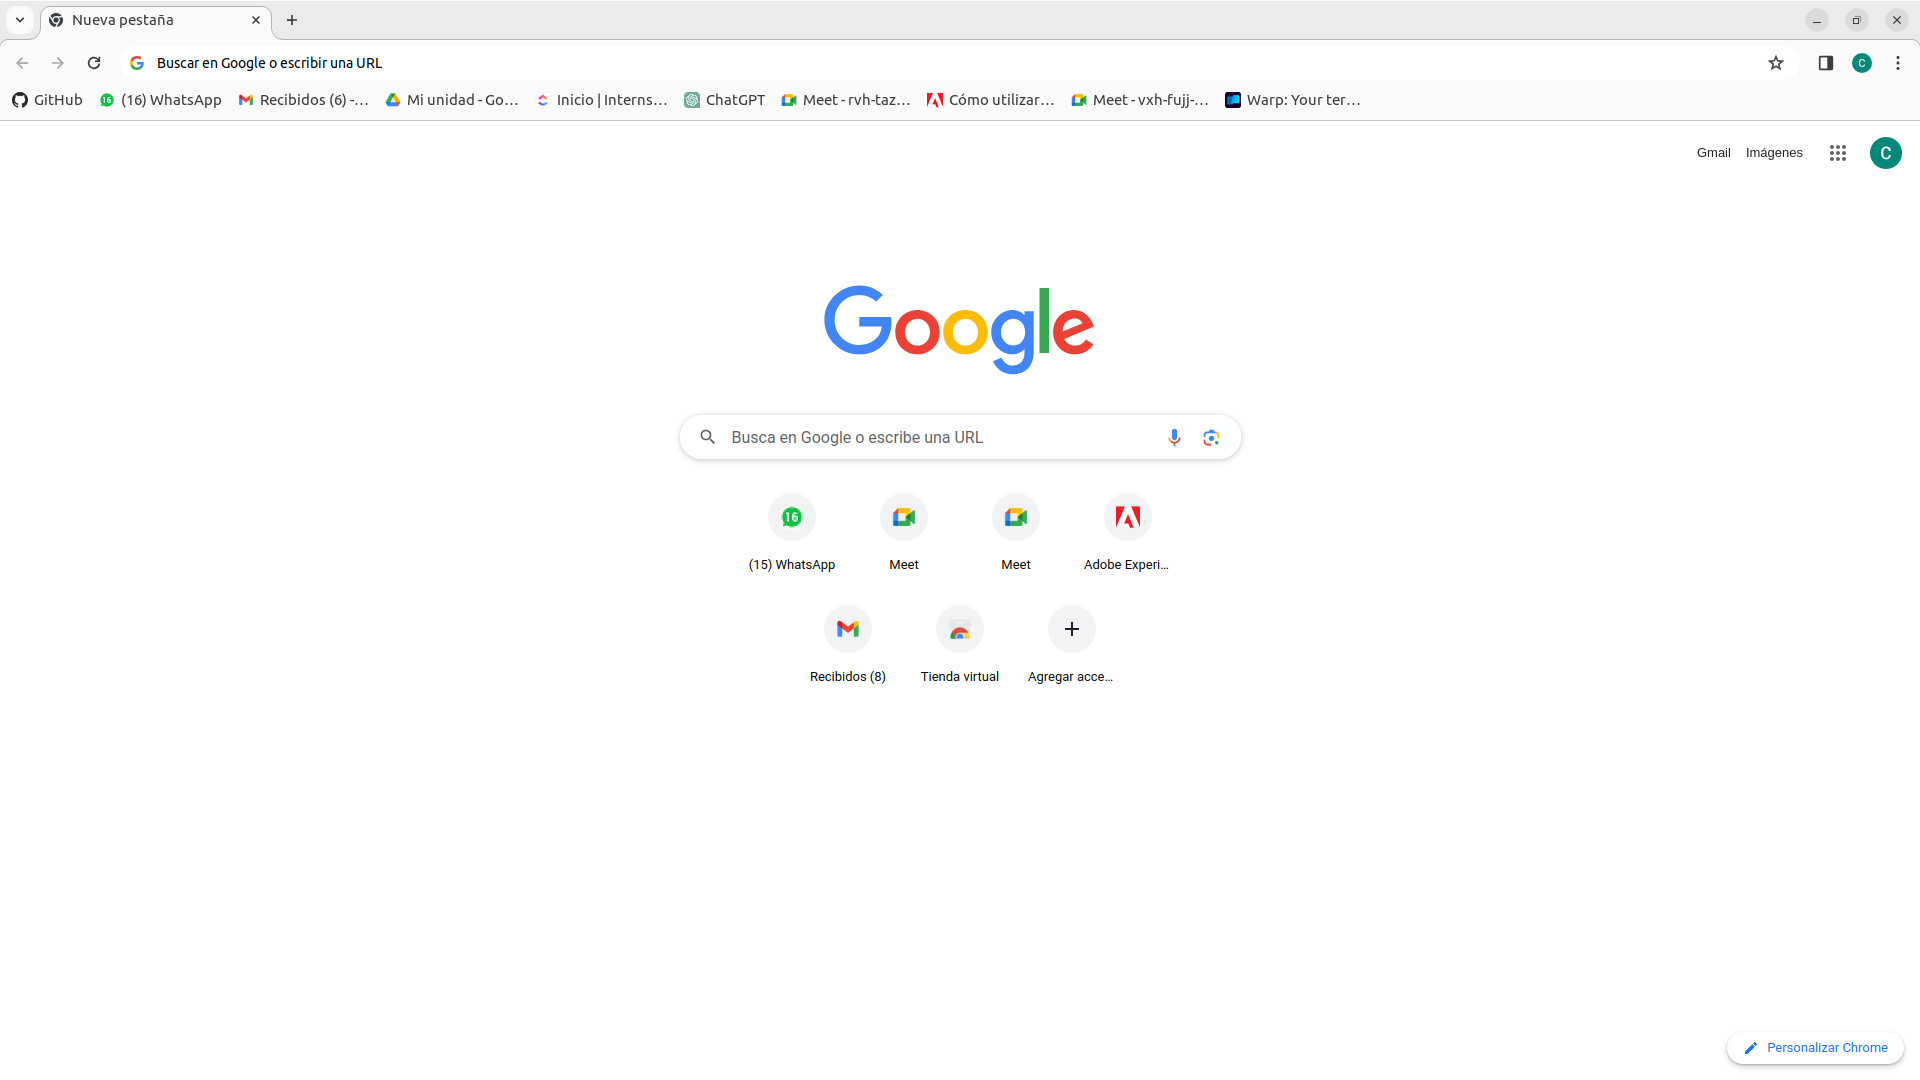 Nueva pestaña
Buscar en Google o escribir una URL
C
GitHub
16
(16) WhatsApp
Recibidos (6) -...
Mi unidad - Go...
Inicio | Interns...
ChatGPT
Meet - rvh-taz...
Cómo utilizar...
Meet - vxh-fujj-...
Warp: Your ter...
Gmail
Imágenes
C
Google
Busca en Google o escribe una URL
16
(15) WhatsApp
Meet
Meet
Adobe Experi...
Recibidos (8)
Tienda virtual
Agregar acce...
Personalizar Chrome